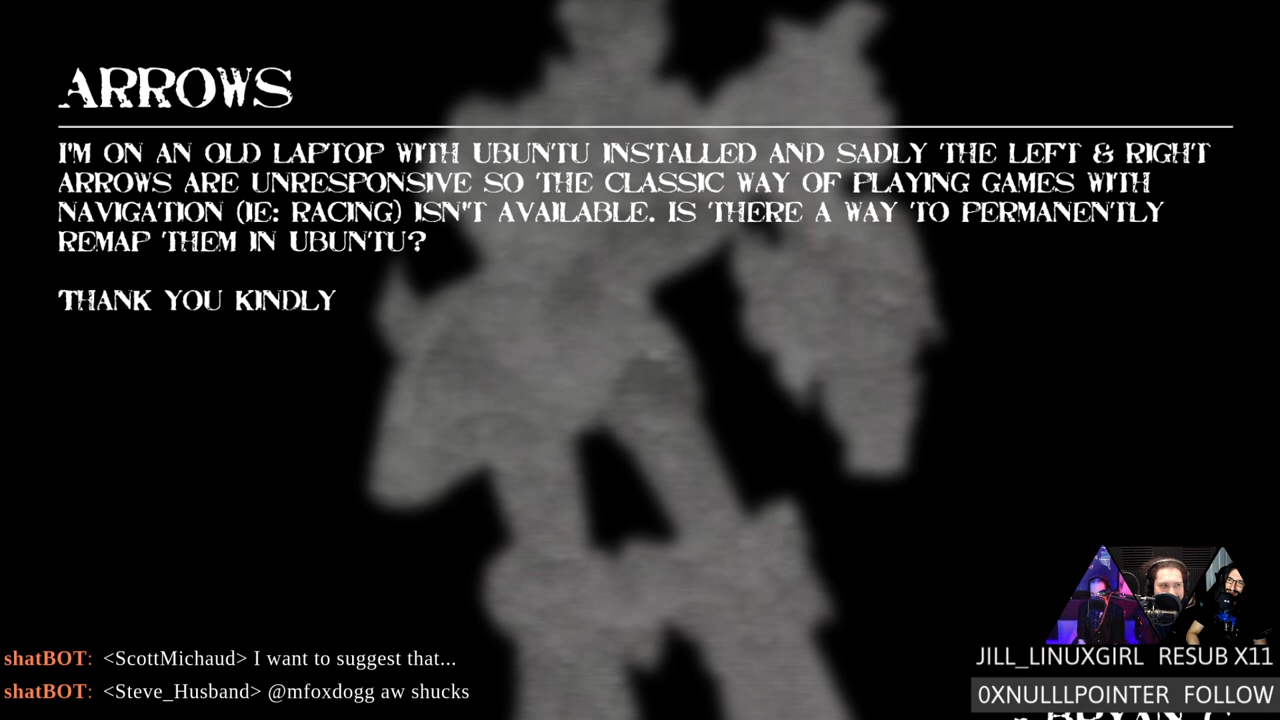 ARROWS
I'M ON AN OLD LAPTOP WITH UBUNTU INSTALLED AND SADLY THE LEFT & RIGHT
ARROWS ARE UNRESPONSIVE SO THE CLASSIC WAY OF PLAYING GAMES WITH
NAVIGATION (IE: RACING) ISN'T AVAILABLE. IS THERE A WAY TO PERMANENTLY
REMAP THEM IN UBUNTU?
THANK YOU KINDLY
shatBOT: <ScottMichaud> I want to suggest that...
shatBOT: <Steve_Husband> @mfoxdogg aw shucks
JILL_LINUXGIRL RESUB X11
0XNULLLPOINTER FOLLOW